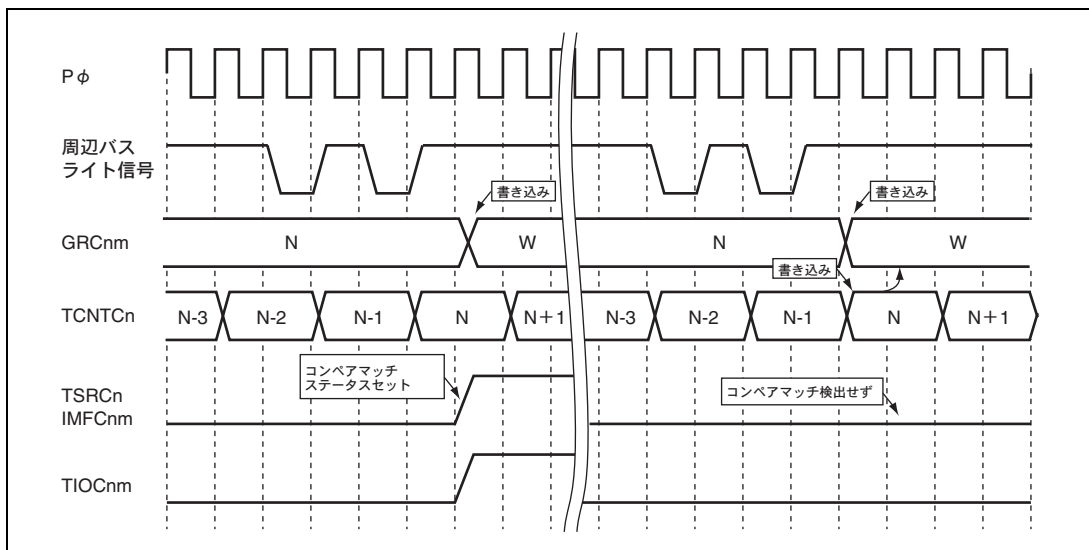 Pφ
周辺バス
ライト信号
書き込み
書き込み
GRCnm
N
W
N
W
書き込み
TCNTCn
N-3
N-2
N-1
N
N＋1
N-3
N-2
N-1
N
N＋1
コンペアマッチ
ステータスセット
コンペアマッチ検出せず
TSRCn
IMFCnm
TIOCnm